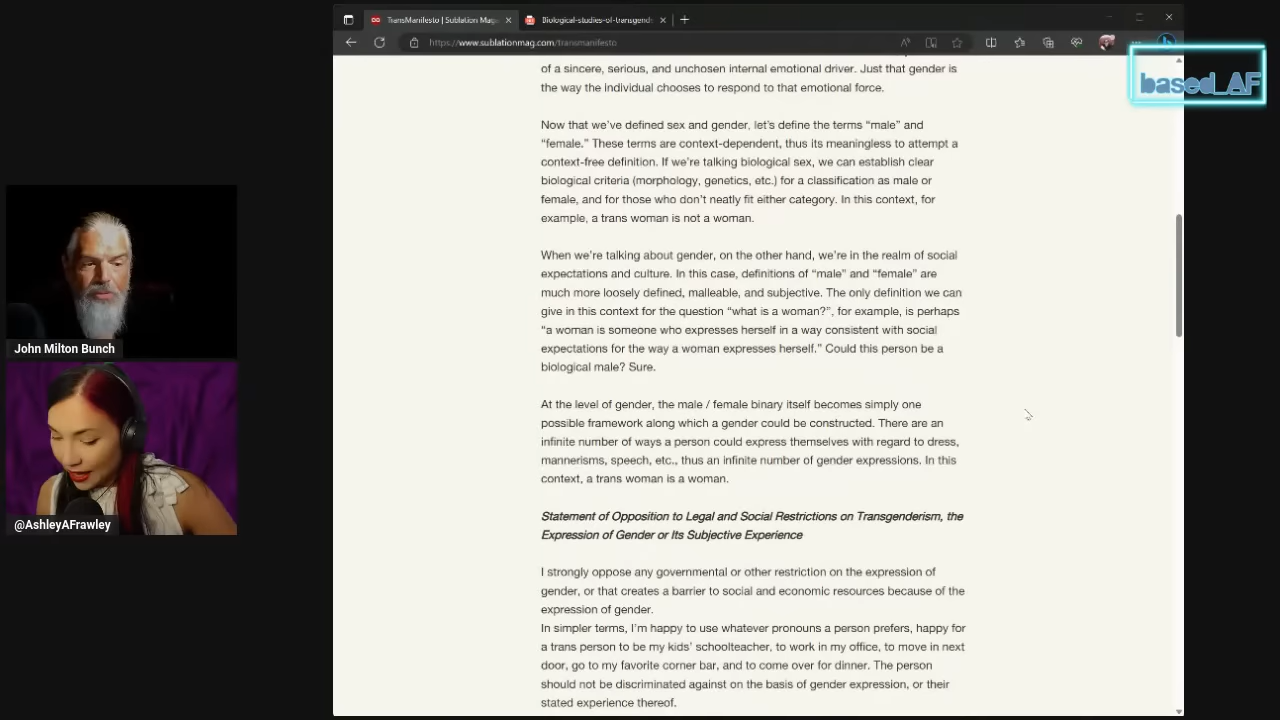 TransManifesto | Sublation Mag
Biological-studies-of-transgend
https://www.sublationmag.com/transmanifesto
based_AF
of a sincere, serious, and unchosen internal emotional driver. Just that gender is
the way the individual chooses to respond to that emotional force.
Now that we’ve defined sex and gender, let’s define the terms “male” and
“female.” These terms are context-dependent, thus its meaningless to attempt a
context-free definition. If we’re talking biological sex, we can establish clear
biological criteria (morphology, genetics, etc.) for a classification as male or
female, and for those who don’t neatly fit either category. In this context, for
example, a trans woman is not a woman.
When we’re talking about gender, on the other hand, we’re in the realm of social
expectations and culture. In this case, definitions of “male” and “female” are
much more loosely defined, malleable, and subjective. The only definition we can
give in this context for the question “what is a woman?”, for example, is perhaps
“a woman is someone who expresses herself in a way consistent with social
expectations for the way a woman expresses herself.” Could this person be a
biological male? Sure.
At the level of gender, the male / female binary itself becomes simply one
possible framework along which a gender could be constructed. There are an
infinite number of ways a person could express themselves with regard to dress,
mannerisms, speech, etc., thus an infinite number of gender expressions. In this
context, a trans woman is a woman.
Statement of Opposition to Legal and Social Restrictions on Transgenderism, the
Expression of Gender or Its Subjective Experience
I strongly oppose any governmental or other restriction on the expression of
gender, or that creates a barrier to social and economic resources because of the
expression of gender.
In simpler terms, I’m happy to use whatever pronouns a person prefers, happy for
a trans person to be my kids’ schoolteacher, to work in my office, to move in next
door, go to my favorite corner bar, and to come over for dinner. The person
should not be discriminated against on the basis of gender expression, or their
stated experience thereof.
John Milton Bunch
@AshleyAFrawley